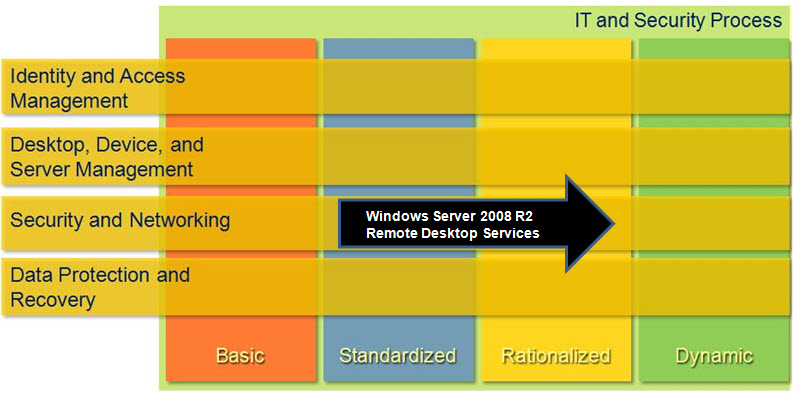 IT and Security Process
Identity and Access
Management
Desktop, Device, and
Server Management
Security and Networking
Windows Server 2008 R2
Remote Desktop Services
Data Protection and
Recovery
Basic
Standardized
Rationalized
Dynamic